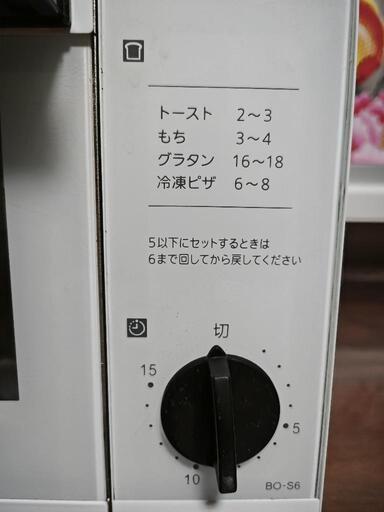 トースト 2～3
もち 3～4
グラタン 16～18
冷凍ピザ 6～8
5以下にセットするときは
6まで回してから戻してください
切
15
5
10
BO-S6